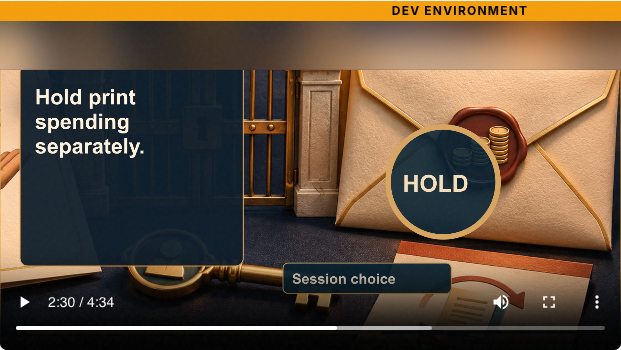 DEV ENVIRONMENT
Hold print
spending
separately.
HOLD
Session choice
2:30 / 4:34